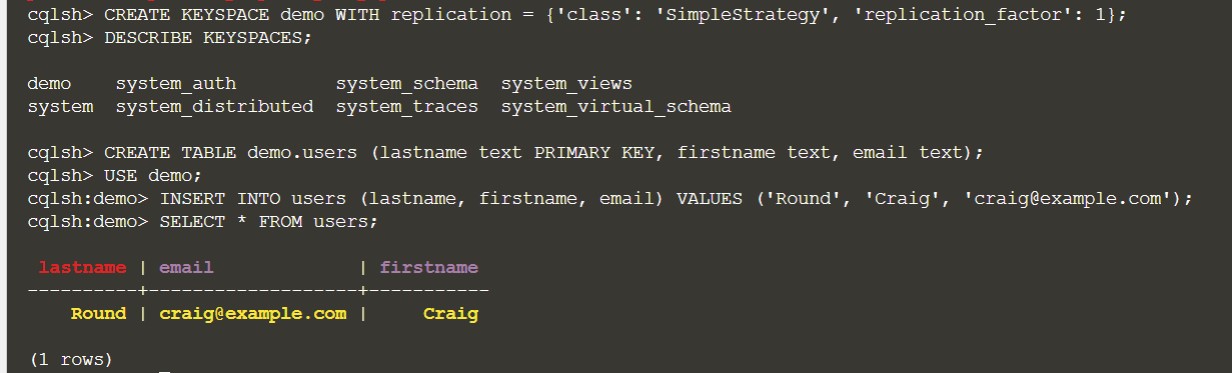 cqlsh> CREATE KEYSPACE demo WITH replication = {'class': 'SimpleStrategy', 'replication_factor': 1};
cqlsh> DESCRIBE KEYSPACES;
demo    system_auth         system_schema  system_views
system  system_distributed  system_traces  system_virtual_schema
cqlsh> CREATE TABLE demo.users (lastname text PRIMARY KEY, firstname text, email text);
cqlsh> USE demo;
cqlsh:demo> INSERT INTO users (lastname, firstname, email) VALUES ('Round', 'Craig', 'craig@example.com');
cqlsh:demo> SELECT * FROM users;
 lastname | email             | firstname
----------+-------------------+-----------
    Round | craig@example.com |     Craig
(1 rows)